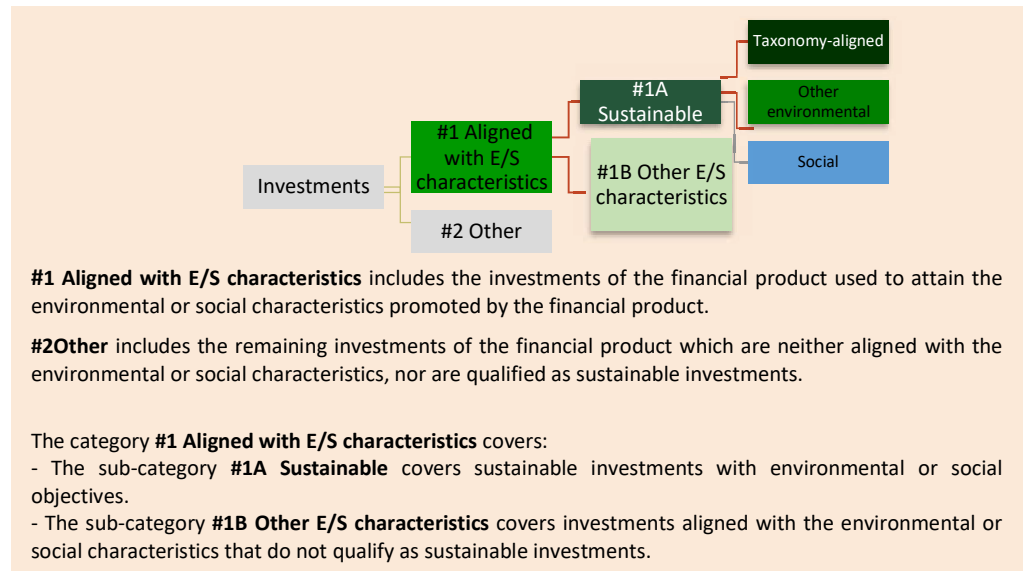 Taxonomy-aligned
#1A
Sustainable
Other
environmental
#1 Aligned
with E/S
characteristics
Social
#1B Other E/S
characteristics
Investments
#2 Other
#1 Aligned with E/S characteristics includes the investments of the financial product used to attain the
environmental or social characteristics promoted by the financial product.
#2Other includes the remaining investments of the financial product which are neither aligned with the
environmental or social characteristics, nor are qualified as sustainable investments.
The category #1 Aligned with E/S characteristics covers:
- The sub-category #1A Sustainable covers sustainable investments with environmental or social
objectives.
- The sub-category #1B Other E/S characteristics covers investments aligned with the environmental or
social characteristics that do not qualify as sustainable investments.